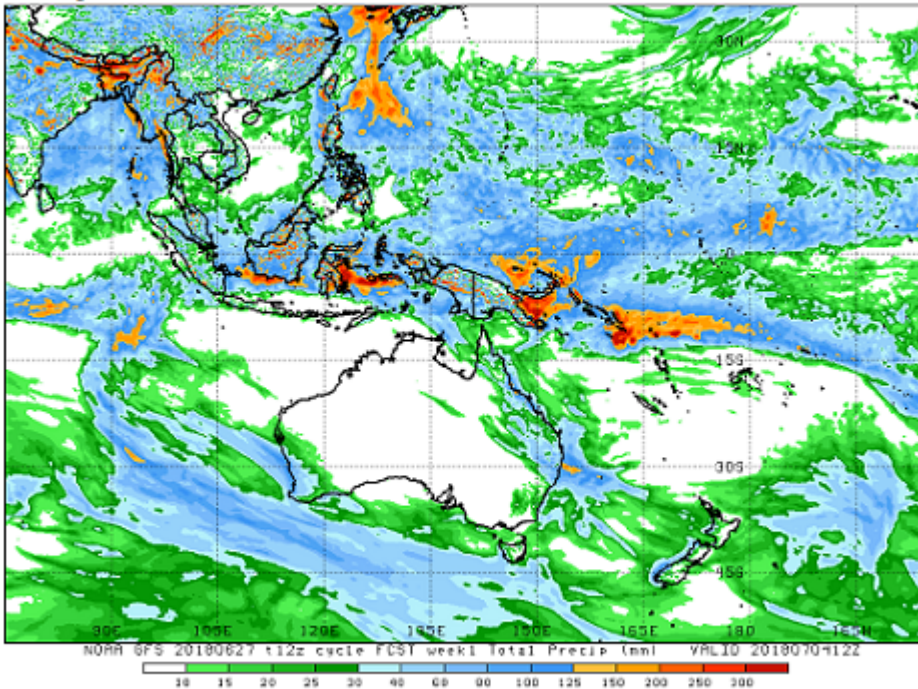 30N
15N
15S
30S
45S
90E 105E 120E 135E 150E 165E 180 165W
NOAA GFS 20180627 t12z cycle FCST week1 Total Precip (mm) VALID 2018070412Z
10 15 20 25 30 40 60 80 100 125 150 200 250 300